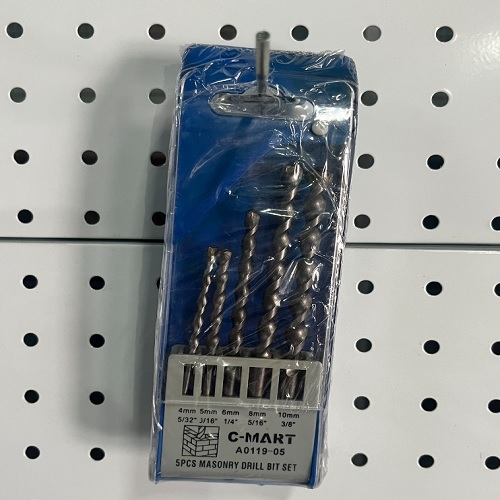 4mm 5mm 6mm 8mm 10mm
5/32" 3/16" 1/4" 5/16" 3/8"
C-MART
A0119-05
5PCS MASONRY DRILL BIT SET